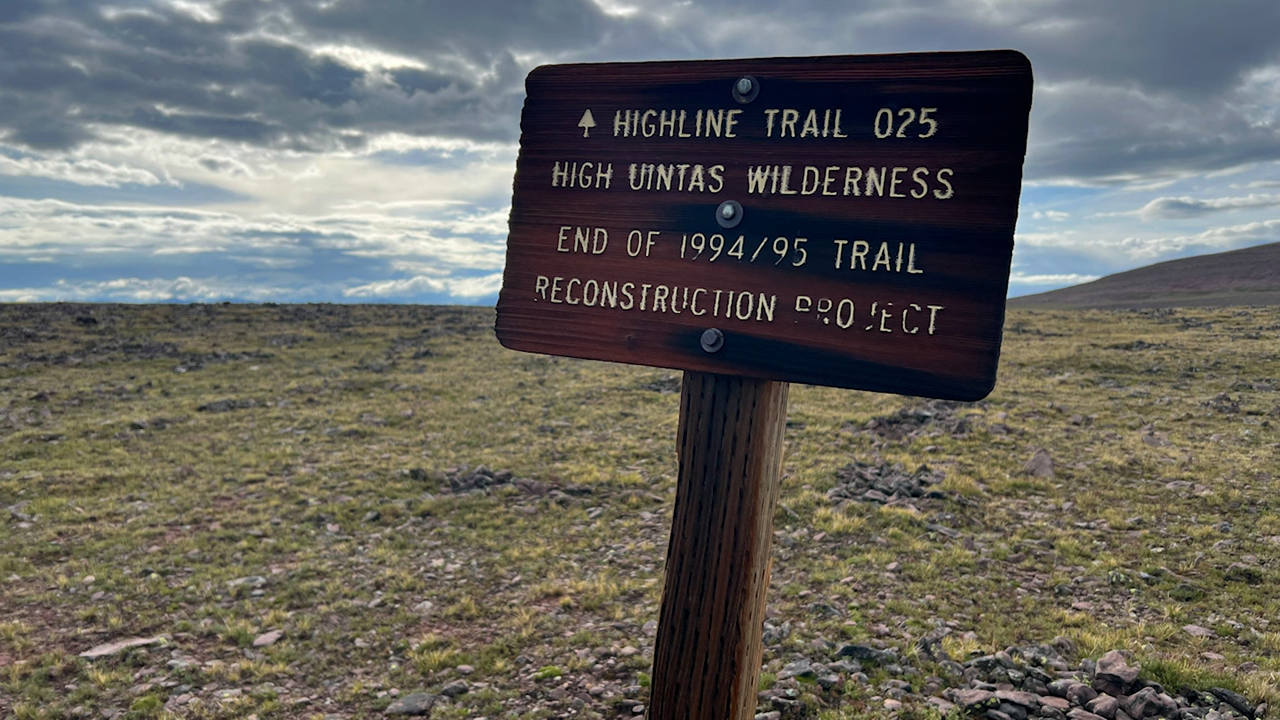 HIGHLINE TRAIL 025
HIGH UINTAS WILDERNESS
END OF 1994/95 TRAIL
RECONSTRUCTION PROJECT